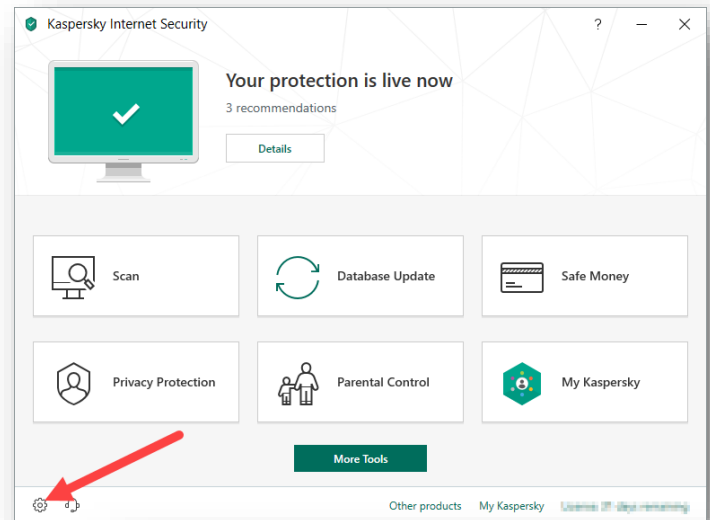 Kaspersky Internet Security
?
Your protection is live now
3 recommendations
Details
Scan
Database Update
Safe Money
Privacy Protection
Parental Control
My Kaspersky
More Tools
Other products My Kaspersky